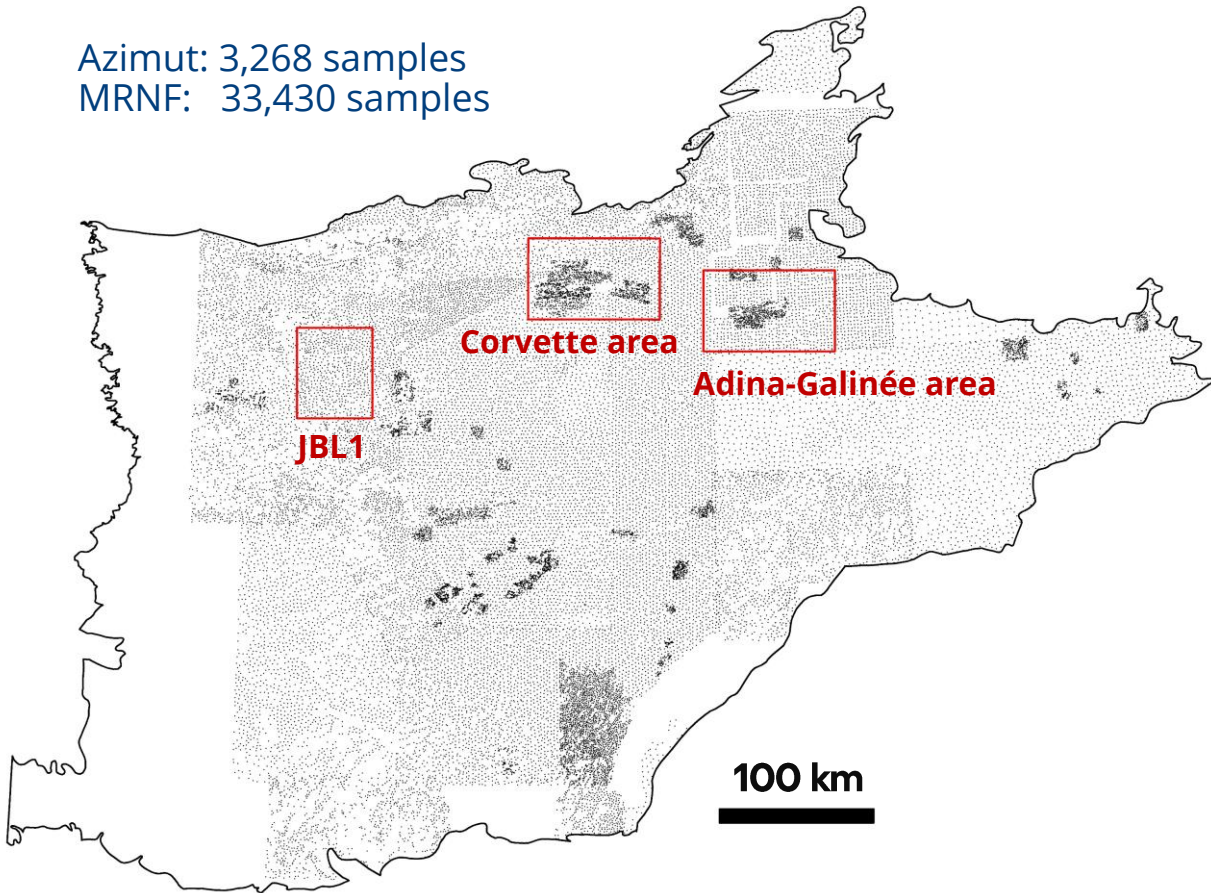 Azimut: 3,268 samples
MRNF: 33,430 samples
Corvette area
Adina-Galinée area
JBL1
100 km